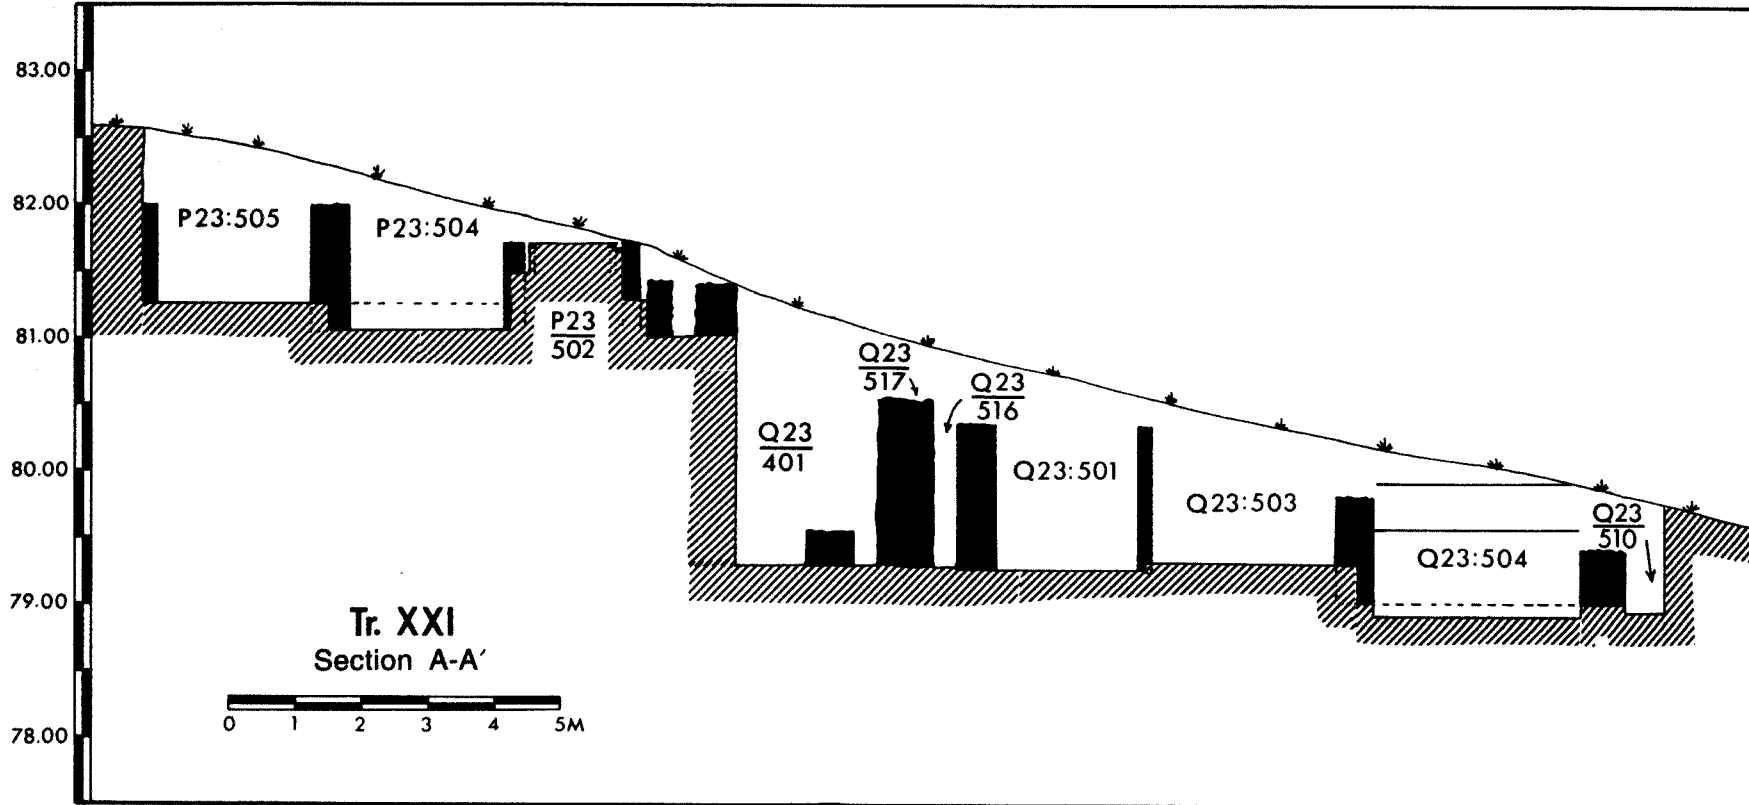 83.00
82.00
81.00
80.00
79.00
78.00
P23:505
P23:504
P23
502
Q23
401
Q23
517
Q23
516
Q23:501
Q23:503
Q23:504
Q23
510
Tr. XXI
Section A-A′
0 1 2 3 4 5M